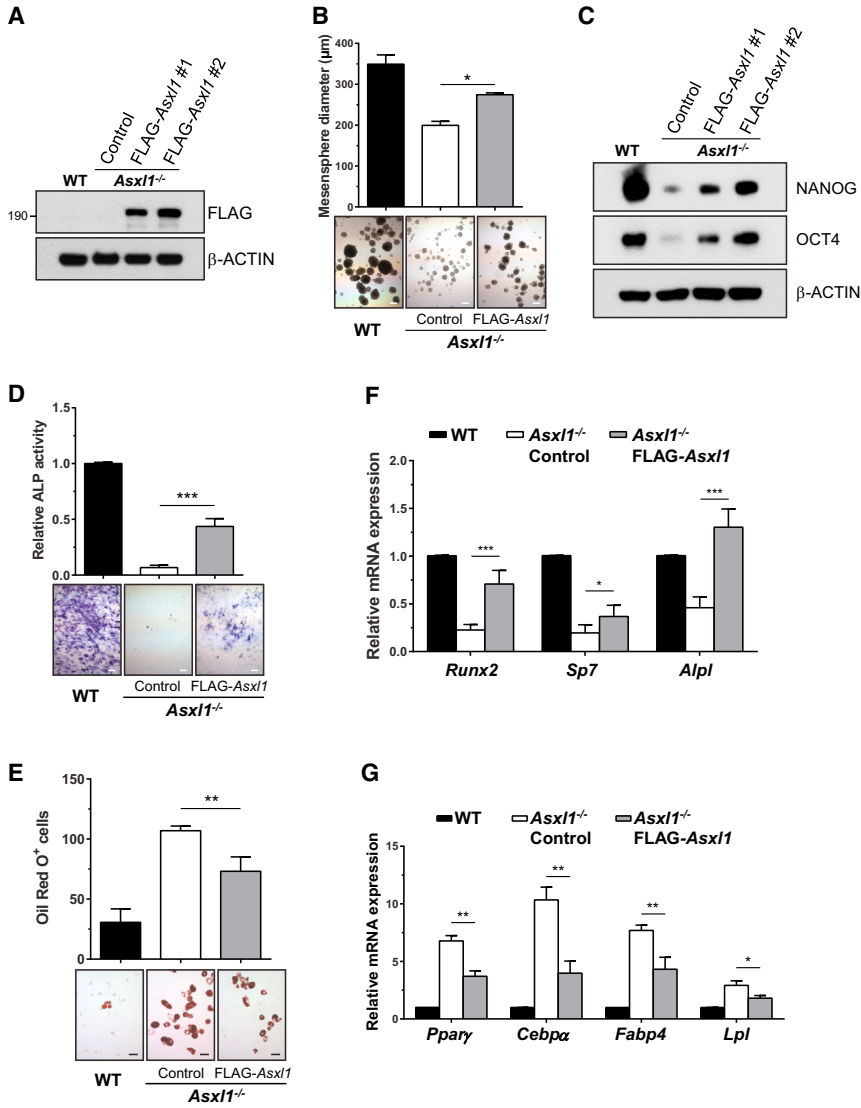 A
WT
Control
FLAG-Asxl1 #1
FLAG-Asxl1 #2
Asxl1-/-
190
FLAG
β-ACTIN
B
Mesensphere diameter (μm)
400
300
200
100
0
*
WT
Control
FLAG-Asxl1
Asxl1-/-
C
WT
Control
FLAG-Asxl1 #1
FLAG-Asxl1 #2
Asxl1-/-
NANOG
OCT4
β-ACTIN
D
Relative ALP activity
1.5
1.0
0.5
0.0
***
WT
Control
FLAG-Asxl1
Asxl1-/-
E
Oil Red O+ cells
150
100
50
0
**
WT
Control
FLAG-Asxl1
Asxl1-/-
F
WT
Asxl1-/-
Control
Asxl1-/-
FLAG-Asxl1
Relative mRNA expression
2.0
1.5
1.0
0.5
0.0
***
*
***
Runx2
Sp7
Alpl
G
WT
Asxl1-/-
Control
Asxl1-/-
FLAG-Asxl1
Relative mRNA expression
15
10
5
0
**
**
**
*
Pparγ
Cebpα
Fabp4
Lpl